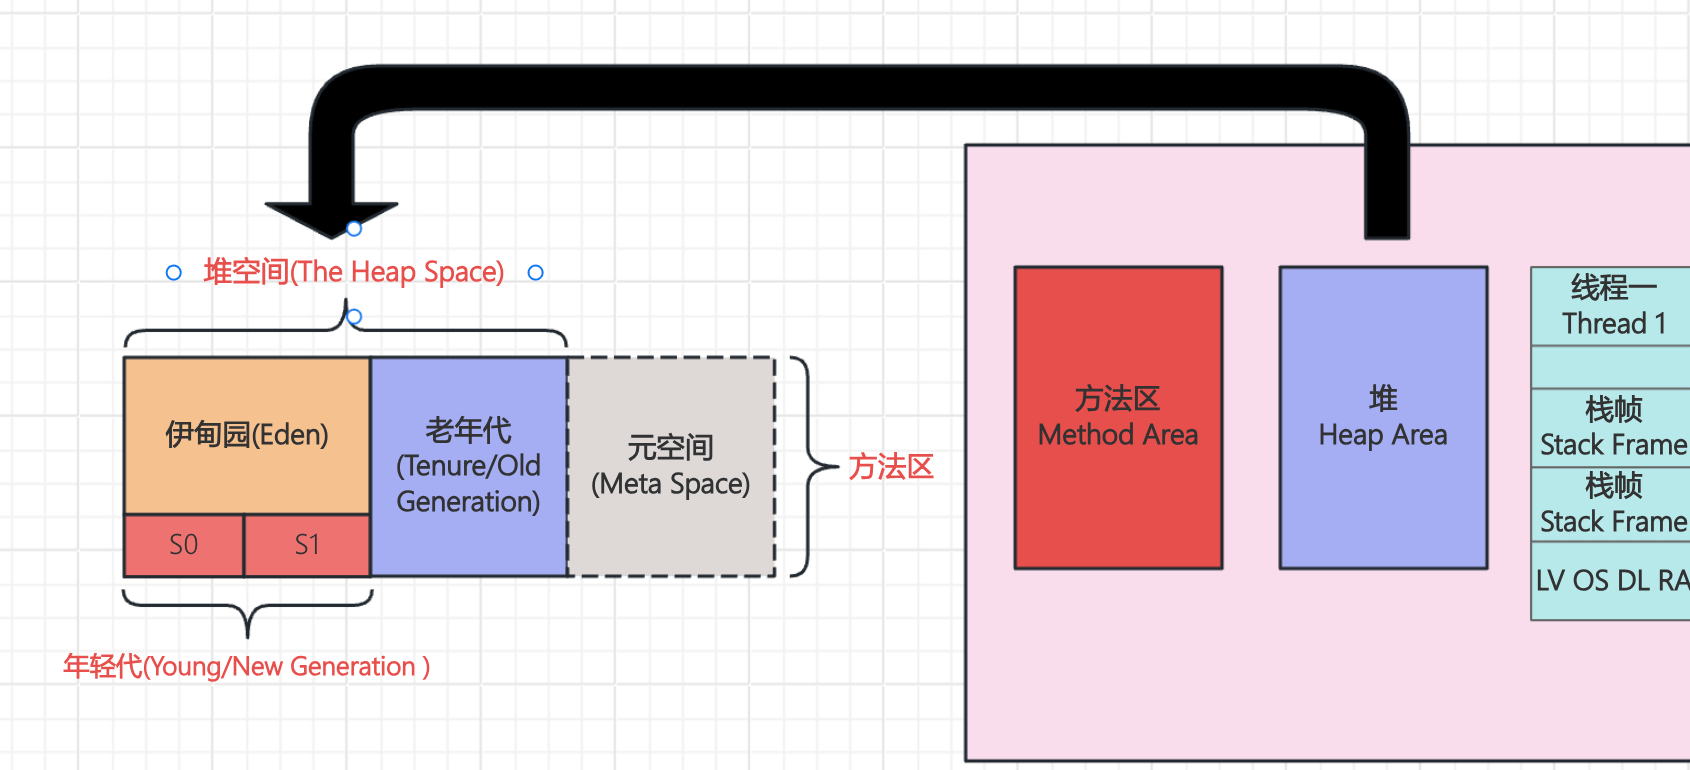 堆空间(The Heap Space)
伊甸园(Eden)
S0
S1
老年代
(Tenure/Old
Generation)
元空间
(Meta Space)
方法区
年轻代(Young/New Generation )
方法区
Method Area
堆
Heap Area
线程一
Thread 1
栈帧
Stack Frame
栈帧
Stack Frame
LV OS DL RA